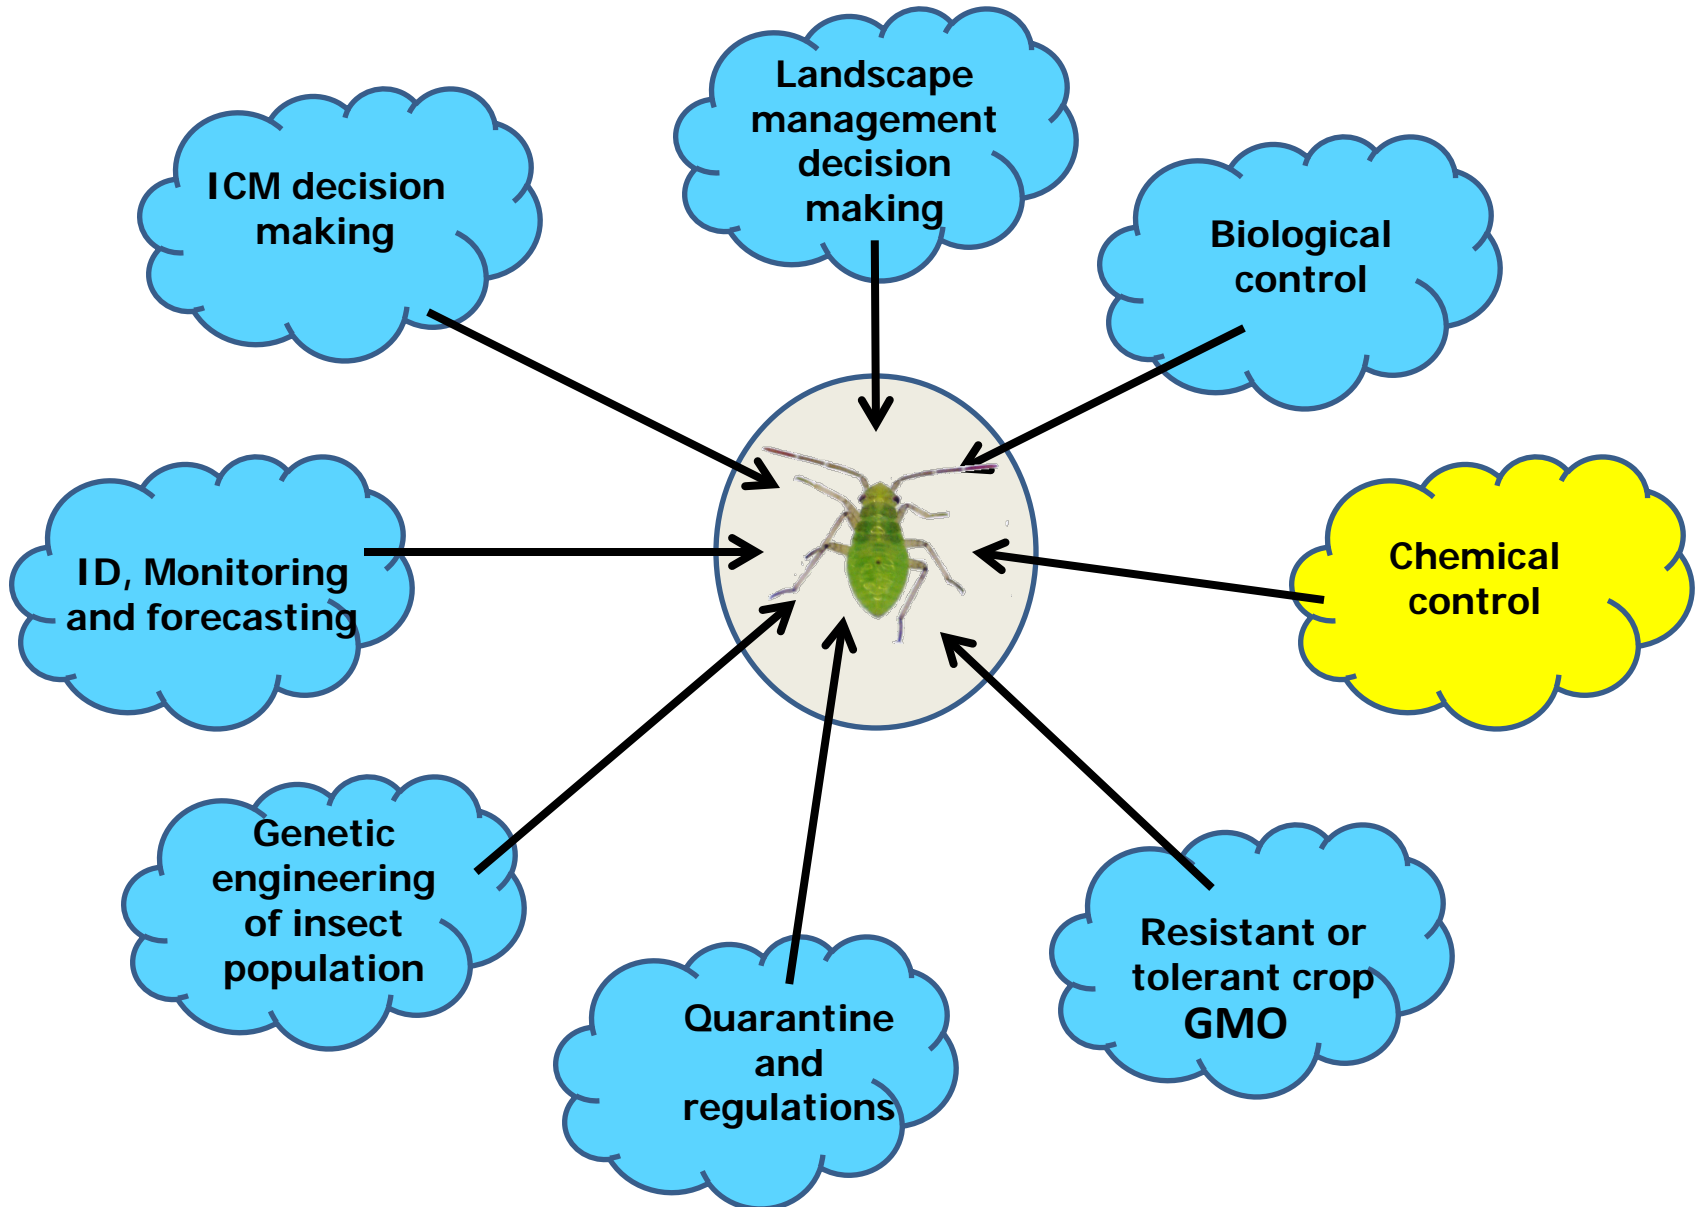 Landscape
management
decision
making
ICM decision
making
Biological
control
ID, Monitoring
and forecasting
Chemical
control
Genetic
engineering
of insect
population
Resistant or
tolerant crop
GMO
Quarantine
and
regulations